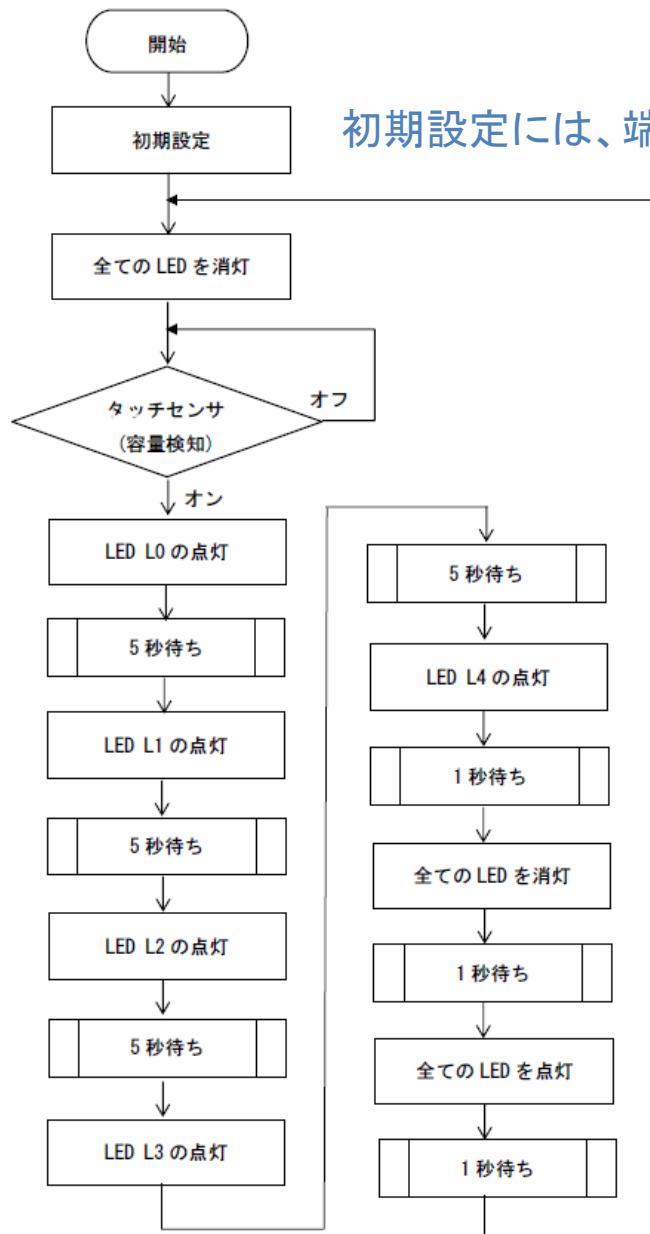 開始
初期設定
初期設定には、端
全ての LED を消灯
タッチセンサ
(容量検知)
オフ
オン
LED L0 の点灯
5 秒待ち
LED L1 の点灯
5 秒待ち
LED L2 の点灯
5 秒待ち
LED L3 の点灯
5 秒待ち
LED L4 の点灯
1 秒待ち
全ての LED を消灯
1 秒待ち
全ての LED を点灯
1 秒待ち